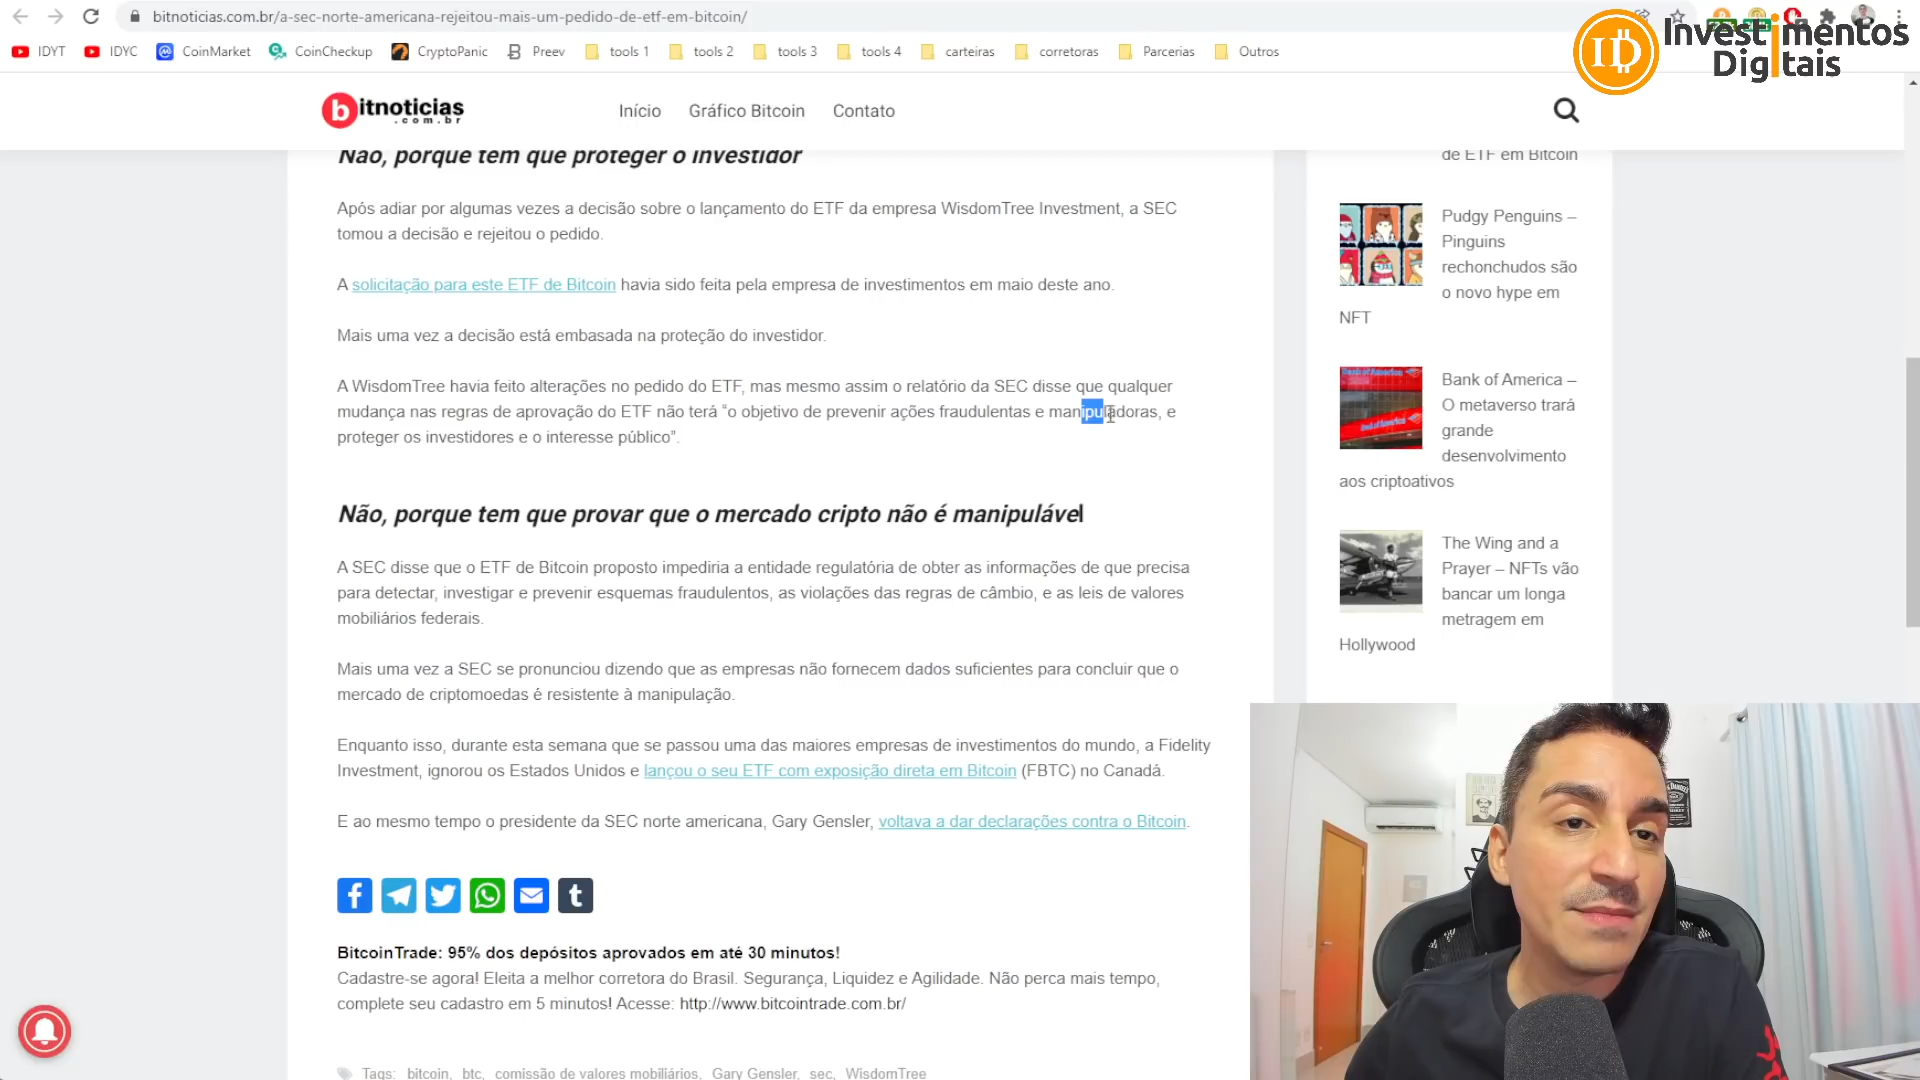 bitnoticias.com.br/a-sec-norte-americana-rejeitou-mais-um-pedido-de-etf-em-bitcoin/
IDYT IDYC CoinMarket CoinCheckup CryptoPanic Preev tools 1 tools 2 tools 3 tools 4 carteiras corretoras Parcerias Outros
ID Investimentos
Digitais
bitnoticias
.com.br
Início Gráfico Bitcoin Contato
Não, porque tem que proteger o investidor
Após adiar por algumas vezes a decisão sobre o lançamento do ETF da empresa WisdomTree Investment, a SEC
tomou a decisão e rejeitou o pedido.
A solicitação para este ETF de Bitcoin havia sido feita pela empresa de investimentos em maio deste ano.
Mais uma vez a decisão está embasada na proteção do investidor.
A WisdomTree havia feito alterações no pedido do ETF, mas mesmo assim o relatório da SEC disse que qualquer
mudança nas regras de aprovação do ETF não terá “o objetivo de prevenir ações fraudulentas e manipuladoras, e
proteger os investidores e o interesse público”.
Não, porque tem que provar que o mercado cripto não é manipulável
A SEC disse que o ETF de Bitcoin proposto impediria a entidade regulatória de obter as informações de que precisa
para detectar, investigar e prevenir esquemas fraudulentos, as violações das regras de câmbio, e as leis de valores
mobiliários federais.
Mais uma vez a SEC se pronunciou dizendo que as empresas não fornecem dados suficientes para concluir que o
mercado de criptomoedas é resistente à manipulação.
Enquanto isso, durante esta semana que se passou uma das maiores empresas de investimentos do mundo, a Fidelity
Investment, ignorou os Estados Unidos e lançou o seu ETF com exposição direta em Bitcoin (FBTC) no Canadá.
E ao mesmo tempo o presidente da SEC norte americana, Gary Gensler, voltava a dar declarações contra o Bitcoin.
BitcoinTrade: 95% dos depósitos aprovados em até 30 minutos!
Cadastre-se agora! Eleita a melhor corretora do Brasil. Segurança, Liquidez e Agilidade. Não perca mais tempo,
complete seu cadastro em 5 minutos! Acesse: http://www.bitcointrade.com.br/
Tags: bitcoin, btc, comissão de valores mobiliários, Gary Gensler, sec, WisdomTree
de ETF em Bitcoin
Pudgy Penguins –
Pinguins
rechonchudos são
o novo hype em
NFT
Bank of America –
O metaverso trará
grande
desenvolvimento
aos criptoativos
The Wing and a
Prayer – NFTs vão
bancar um longa
metragem em
Hollywood